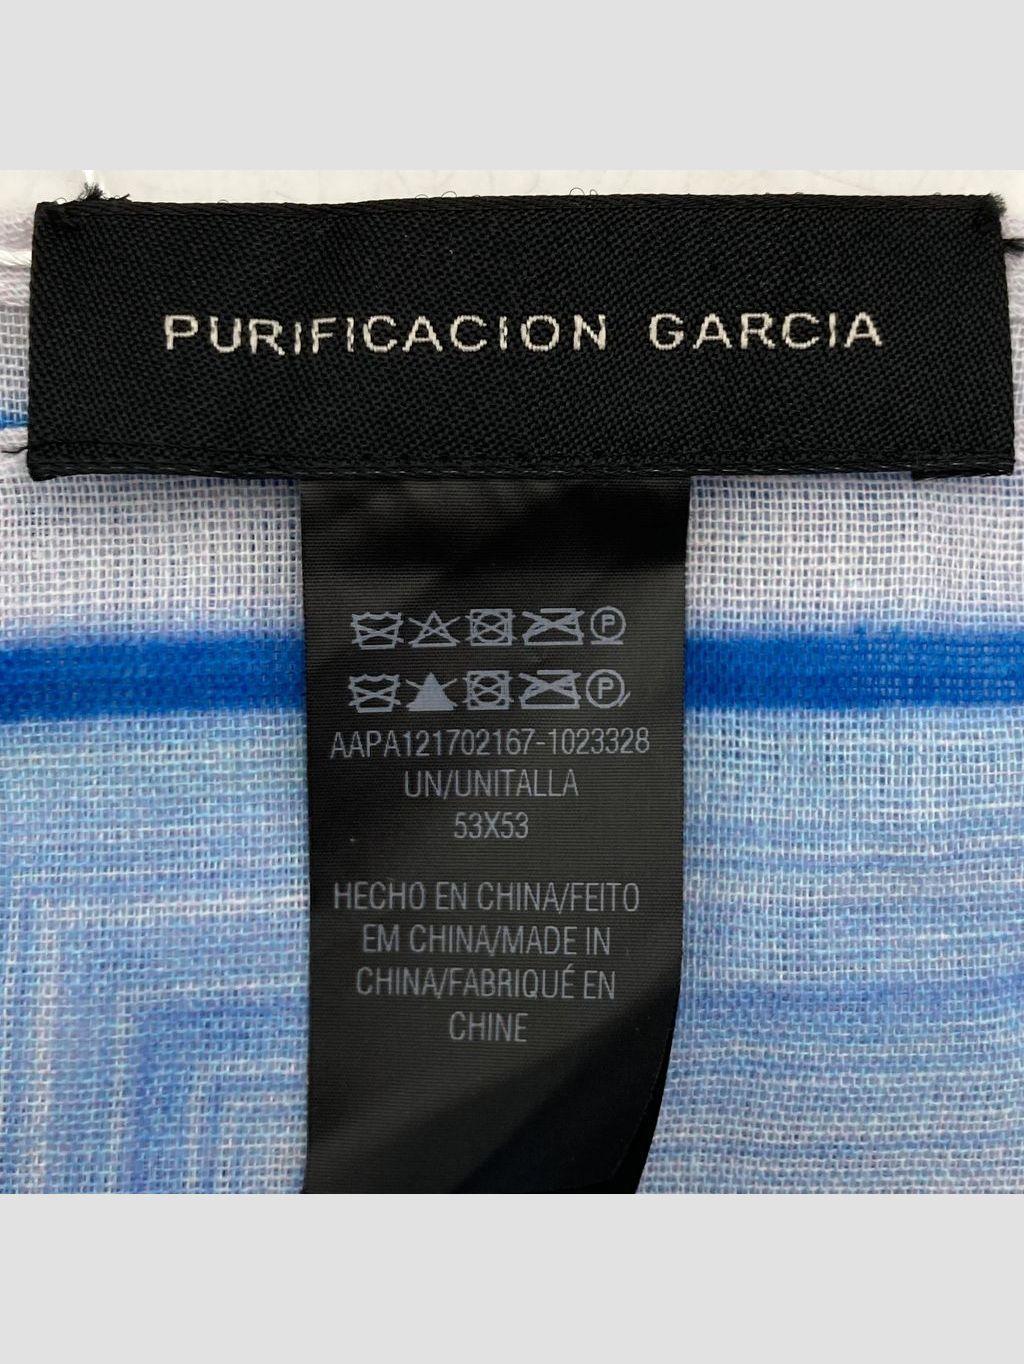 PURIFICACION GARCIA
P
P
AAPA121702167-1023328
UN/UNITALLA
53X53
HECHO EN CHINA/FEITO
EM CHINA/MADE IN
CHINA/FABRIQUÉ EN
CHINE